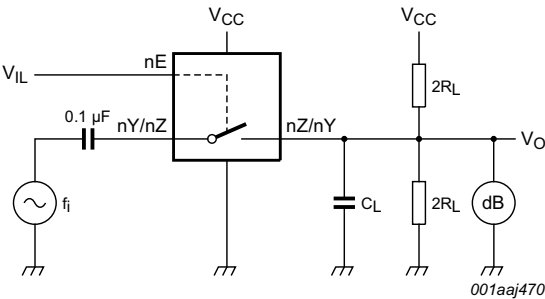 VCC
VCC
nE
VIL
2RL
0.1 µF
nY/nZ
nZ/nY
VO
fi
CL
2RL
dB
001aaj470